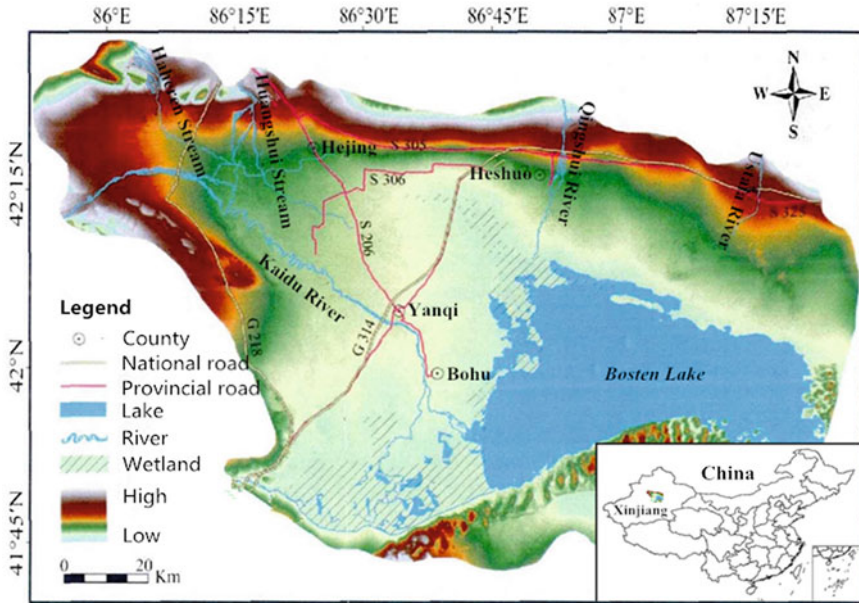 86°E
86°15'E
86°30'E
86°45'E
87°E
87°15'E
42°15'N
42°N
41°45'N
N
W
E
S
Haheren Stream
Huangshui Stream
Hejing
S 305
S 306
Heshuo
Qingshui River
Ustala River
S 325
S 206
Kaidu River
Yanqi
G 314
G 218
Bohu
Bosten Lake
Legend
County
National road
Provincial road
Lake
River
Wetland
High
Low
0 20
Km
China
Xinjiang